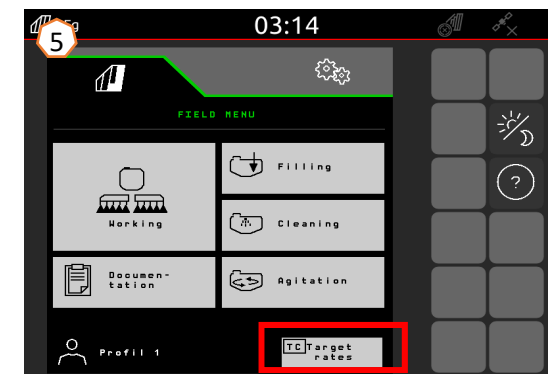 5
03:14
FIELD MENU
Working
Filling
Cleaning
Documen-
tation
Agitation
Profil 1
TC Target
rates
?